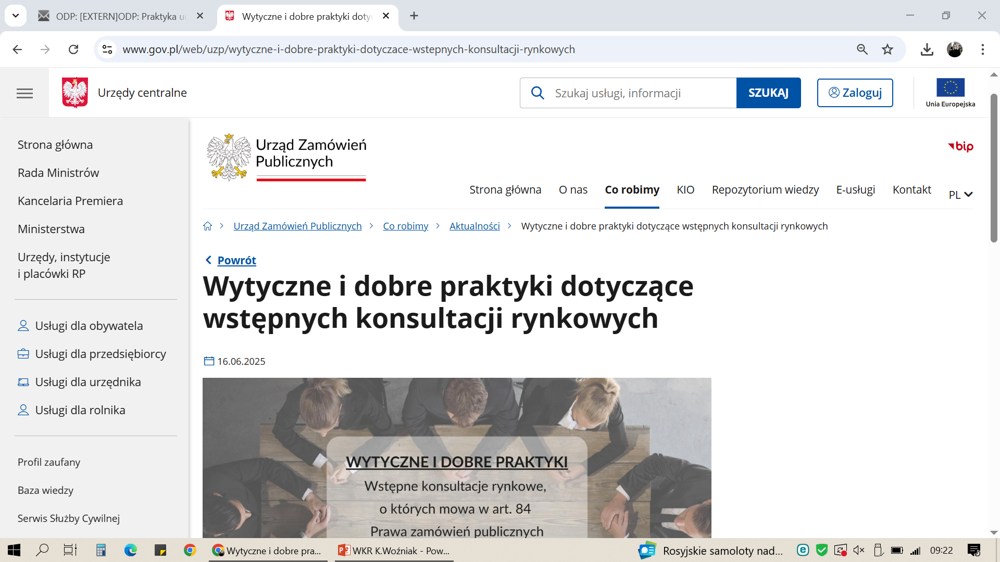 ODP: [EXTERN]ODP: Praktyka u
Wytyczne i dobre praktyki doty
www.gov.pl/web/uzp/wytyczne-i-dobre-praktyki-dotyczace-wstepnych-konsultacji-rynkowych
Urzędy centralne
Szukaj usługi, informacji
SZUKAJ
Zaloguj
Unia Europejska
Strona główna
Rada Ministrów
Kancelaria Premiera
Ministerstwa
Urzędy, instytucje
i placówki RP
Usługi dla obywatela
Usługi dla przedsiębiorcy
Usługi dla urzędnika
Usługi dla rolnika
Profil zaufany
Baza wiedzy
Serwis Służby Cywilnej
Urząd Zamówień
Publicznych
bip
Strona główna
O nas
Co robimy
KIO
Repozytorium wiedzy
E-usługi
Kontakt
PL
Urząd Zamówień Publicznych
Co robimy
Aktualności
Wytyczne i dobre praktyki dotyczące wstępnych konsultacji rynkowych
Powrót
Wytyczne i dobre praktyki dotyczące
wstępnych konsultacji rynkowych
16.06.2025
WYTYCZNE I DOBRE PRAKTYKI
Wstępne konsultacje rynkowe,
o których mowa w art. 84
Prawa zamówień publicznych
Wytyczne i dobre pra...
WKR K.Woźniak - Pow...
Rosyjskie samoloty nad...
09:22